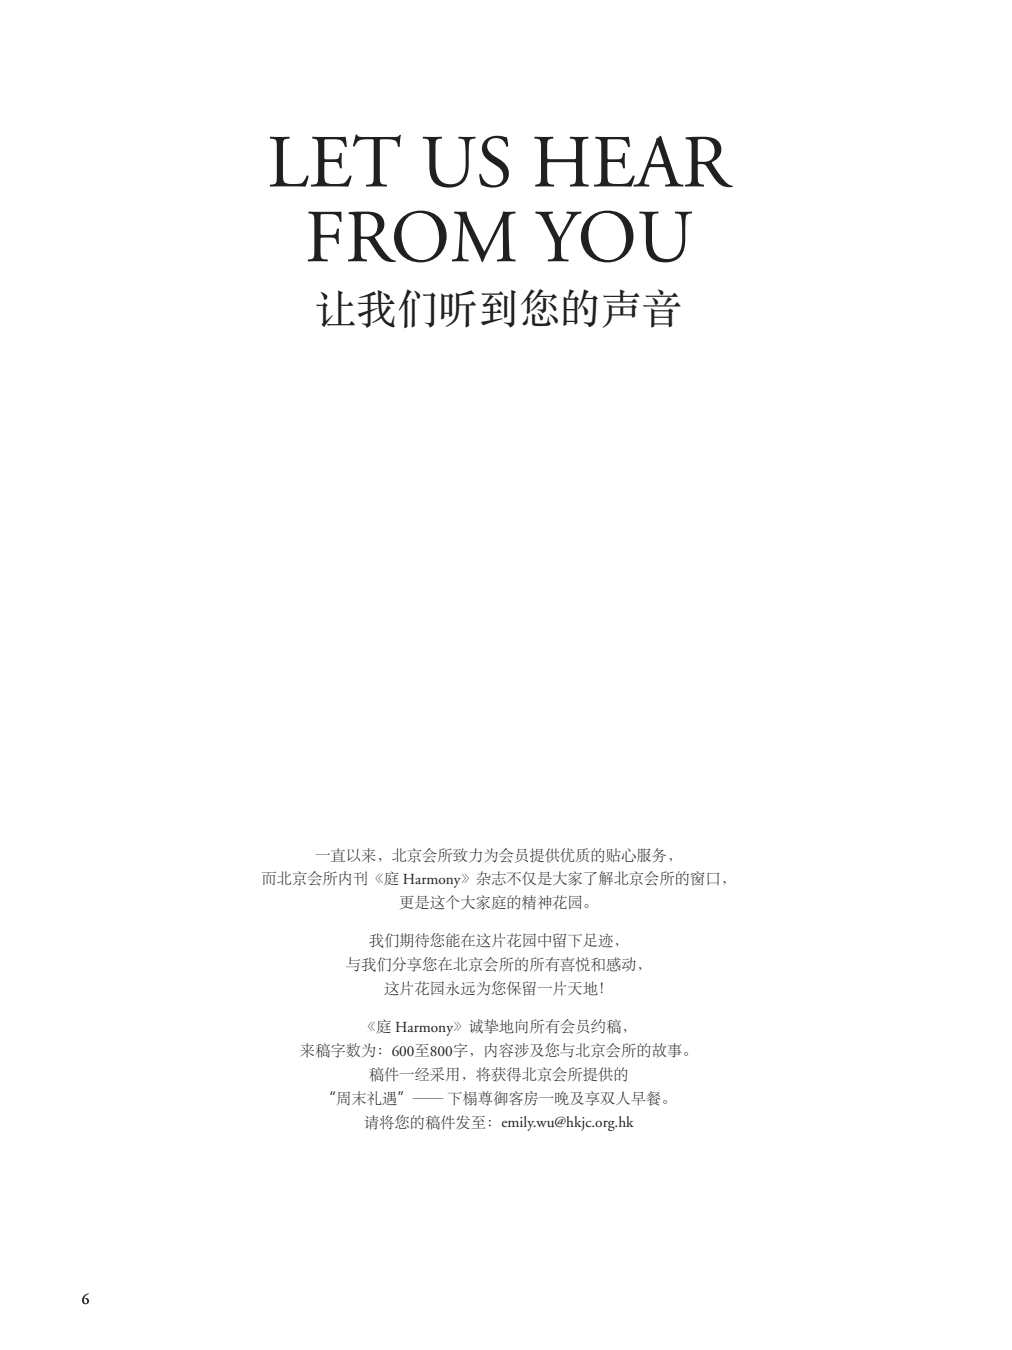 LET US HEAR
FROM YOU
让我们听到您的声音
一直以来，北京会所致力为会员提供优质的贴心服务，
而北京会所内刊《庭 Harmony》杂志不仅是大家了解北京会所的窗口，
更是这个大家庭的精神花园。
我们期待您能在这片花园中留下足迹，
与我们分享您在北京会所的所有喜悦和感动，
这片花园永远为您保留一片天地！
《庭 Harmony》诚挚地向所有会员约稿，
来稿字数为：600至800字，内容涉及您与北京会所的故事。
稿件一经采用，将获得北京会所提供的
“周末礼遇” —— 下榻尊御客房一晚及享双人早餐。
请将您的稿件发至：emily.wu@hkjc.org.hk
6